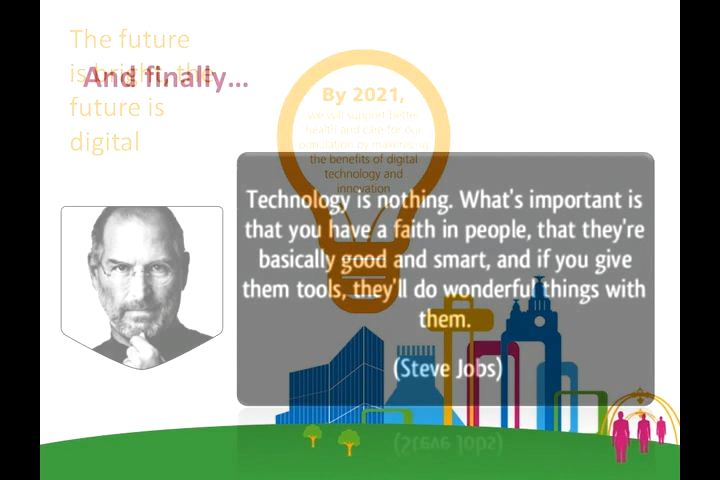 The future
is bright, the
future is
digital
And finally...
By 2021,
we will support better
health and care for our
population by maximising
the benefits of digital
technology and
innovation
Technology is nothing. What's important is
that you have a faith in people, that they're
basically good and smart, and if you give
them tools, they'll do wonderful things with
them.
(Steve Jobs)